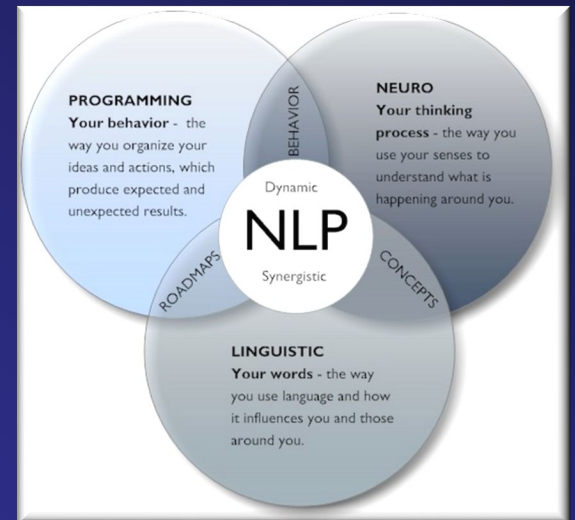 PROGRAMMING
Your behavior - the
way you organize your
ideas and actions, which
produce expected and
unexpected results.
BEHAVIOR
NEURO
Your thinking
process - the way you
use your senses to
understand what is
happening around you.
Dynamic
NLP
Synergistic
ROADMAPS
CONCEPTS
LINGUISTIC
Your words - the way
you use language and how
it influences you and those
around you.